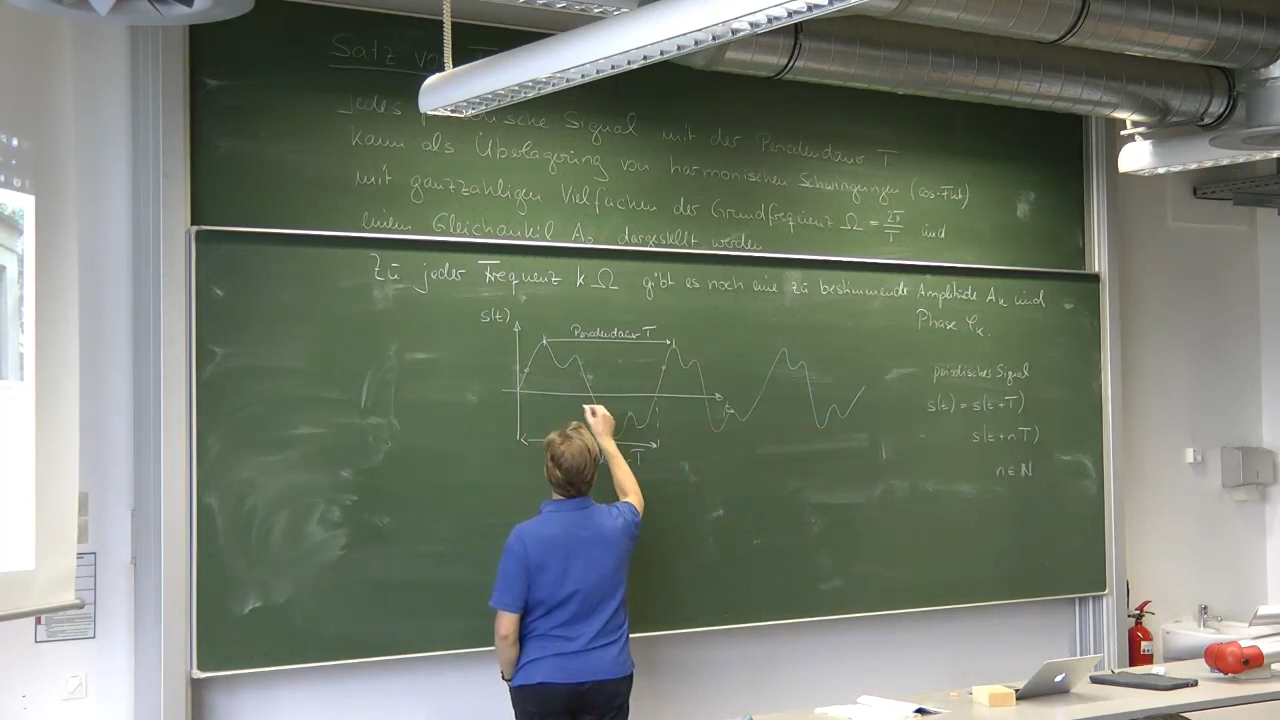 Satz vo
jedes periodische Signal mit der Periodendauer T
kann als Überlagerung von harmonischen Schwingungen (cos-Fkt)
mit ganzzahligen Vielfachen der Grundfrequenz Ω = 2π/T und
einem Gleichanteil A₀ dargestellt werden
Zu jeder Frequenz kΩ gibt es noch eine zu bestimmende Amplitude Aₖ und
Phase φₖ.
s(t)
Periodendauer T
t
T
periodisches Signal
s(t) = s(t+T)
s(t+nT)
n ∈ ℕ